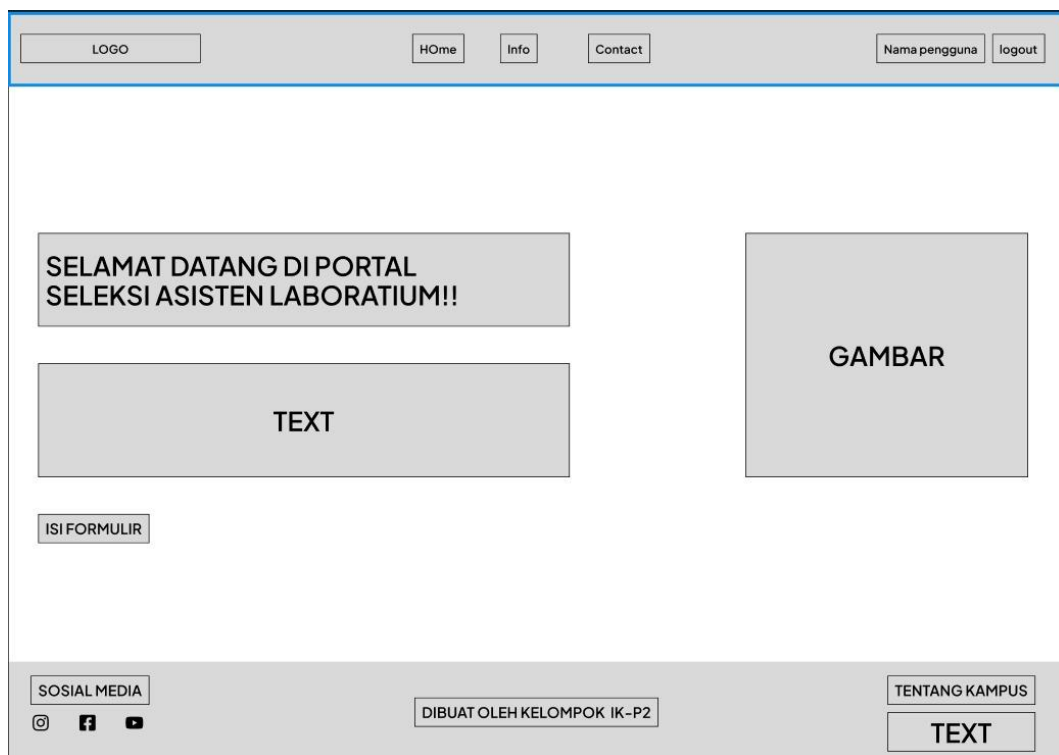 LOGO
HOme
Info
Contact
Nama pengguna
logout
SELAMAT DATANG DI PORTAL
SELEKSI ASISTEN LABORATIUM!!
TEXT
GAMBAR
ISI FORMULIR
SOSIAL MEDIA
DIBUAT OLEH KELOMPOK IK-P2
TENTANG KAMPUS
TEXT